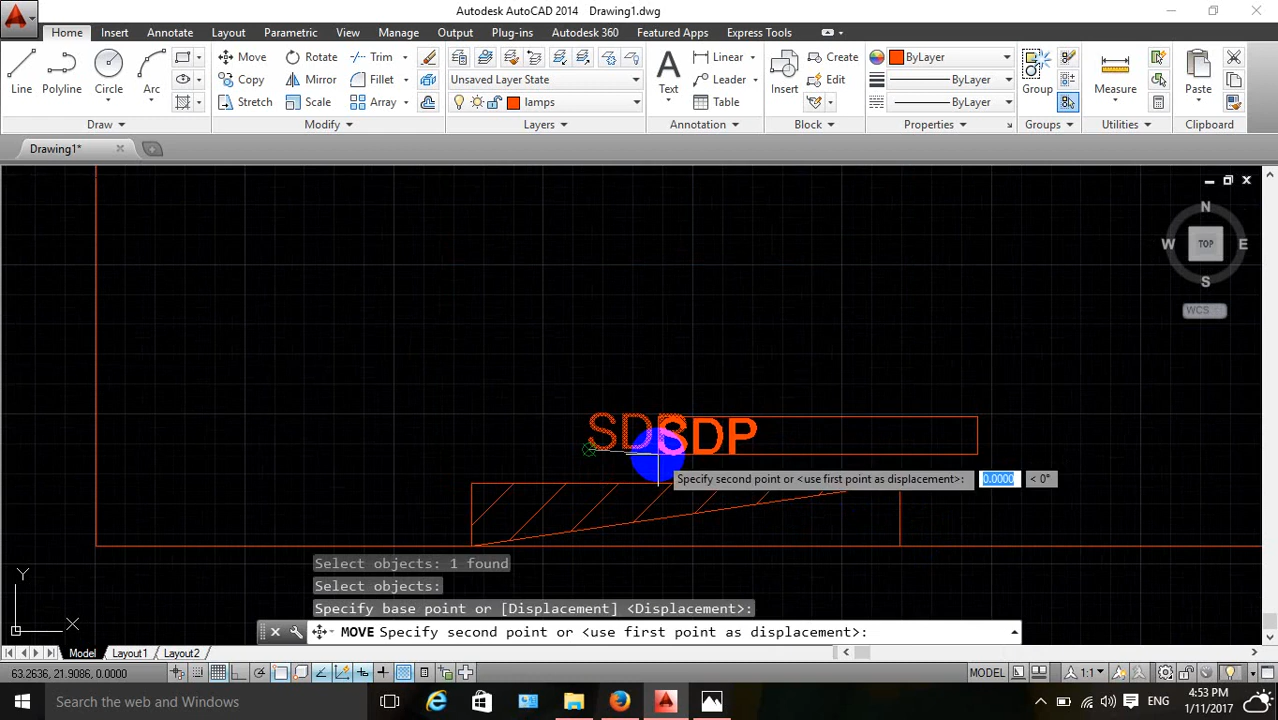 Autodesk AutoCAD 2014 Drawing1.dwg
Home Insert Annotate Layout Parametric View Manage Output Plug-ins Autodesk 360 Featured Apps Express Tools
Line Polyline Circle Arc
Move Rotate Trim
Copy Mirror Fillet
Stretch Scale Array
Unsaved Layer State
lamps
Text
Linear
Leader
Table
Insert
Create
Edit
ByLayer
ByLayer
ByLayer
Group
Measure
Paste
Draw Modify Layers Annotation Block Properties Groups Utilities Clipboard
Drawing1*
N
W TOP E
S
WCS
SDP SDP
Specify second point or <use first point as displacement>: 0.0000 < 0°
Select objects: 1 found
Select objects:
Specify base point or [Displacement] <Displacement>:
MOVE Specify second point or <use first point as displacement>:
Y
X
Model Layout1 Layout2
63.2636, 21.9086, 0.0000 MODEL 1:1
Search the web and Windows
ENG
4:53 PM
1/11/2017